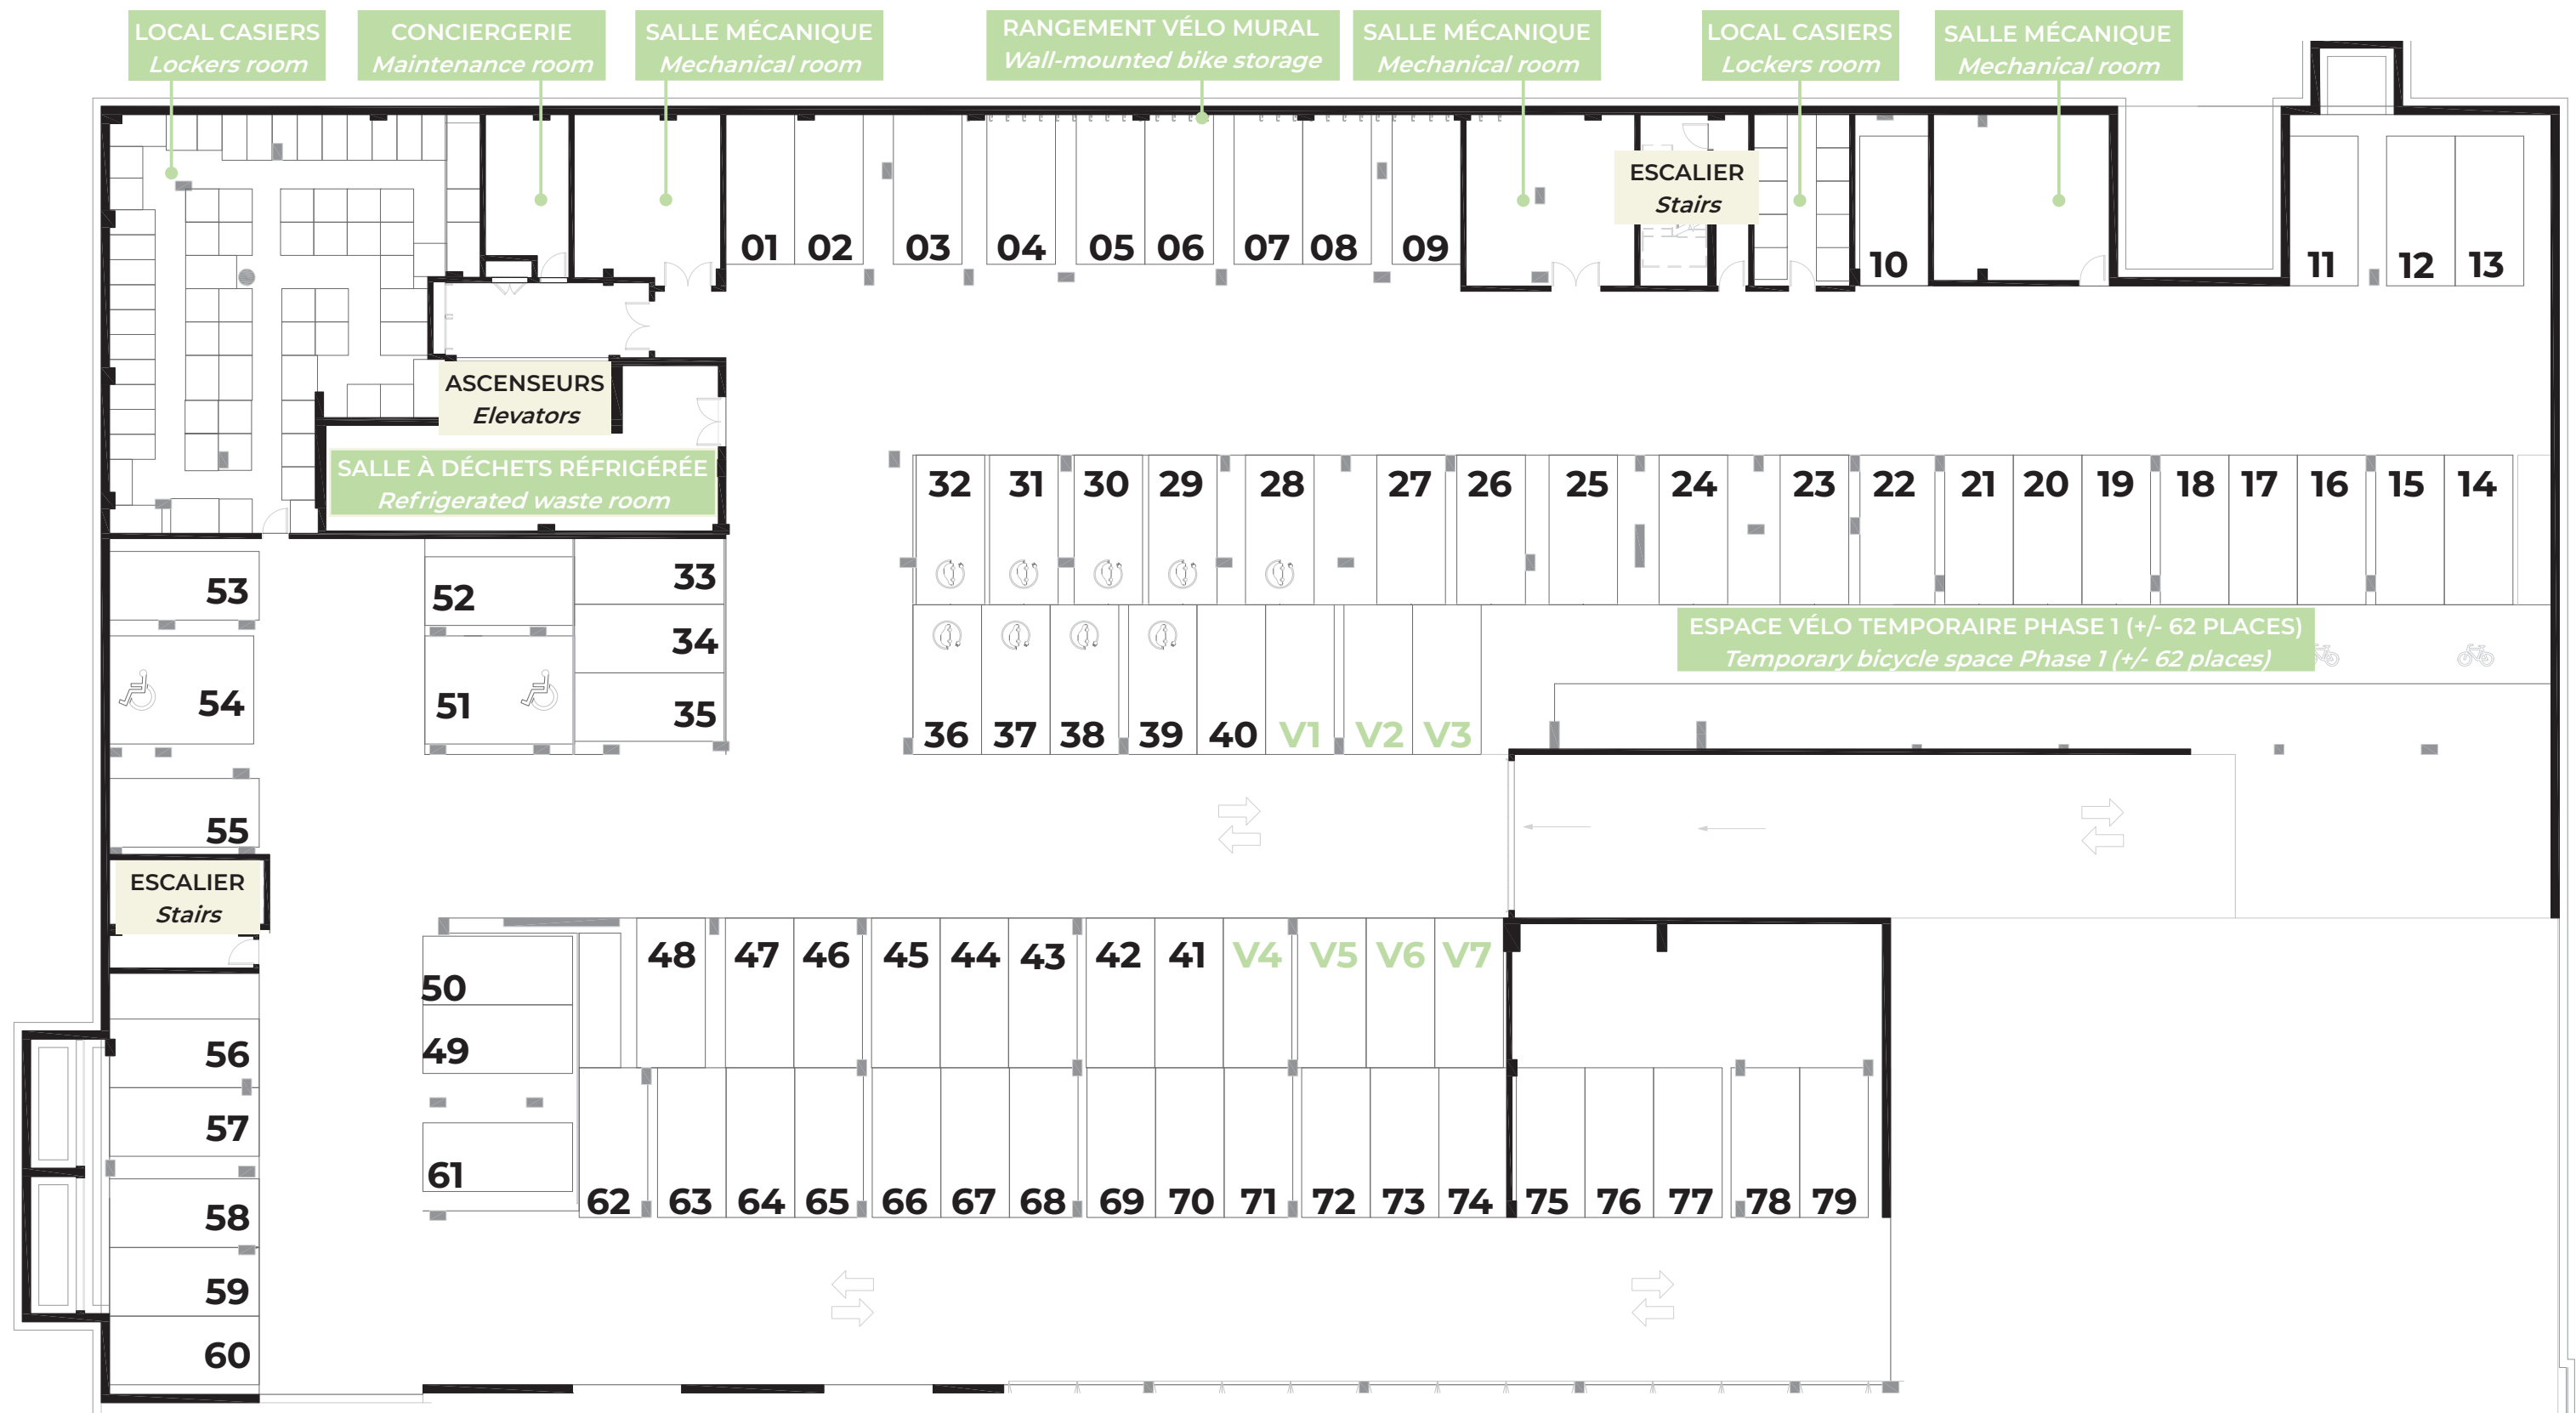 LOCAL CASIERS
Lockers room
CONCIERGERIE
Maintenance room
SALLE MÉCANIQUE
Mechanical room
RANGEMENT VÉLO MURAL
Wall-mounted bike storage
SALLE MÉCANIQUE
Mechanical room
LOCAL CASIERS
Lockers room
SALLE MÉCANIQUE
Mechanical room
ESCALIER
Stairs
01 02 03 04 05 06 07 08 09 10 11 12 13
ASCENSEURS
Elevators
SALLE À DÉCHETS RÉFRIGÉRÉE
Refrigerated waste room
32 31 30 29 28 27 26 25 24 23 22 21 20 19 18 17 16 15 14
53 52 33
34
54 51 35
ESPACE VÉLO TEMPORAIRE PHASE 1 (+/- 62 PLACES)
Temporary bicycle space Phase 1 (+/- 62 places)
36 37 38 39 40 V1 V2 V3
55
ESCALIER
Stairs
48 47 46 45 44 43 42 41 V4 V5 V6 V7
50
49
56
57
61
62 63 64 65 66 67 68 69 70 71 72 73 74 75 76 77 78 79
58
59
60